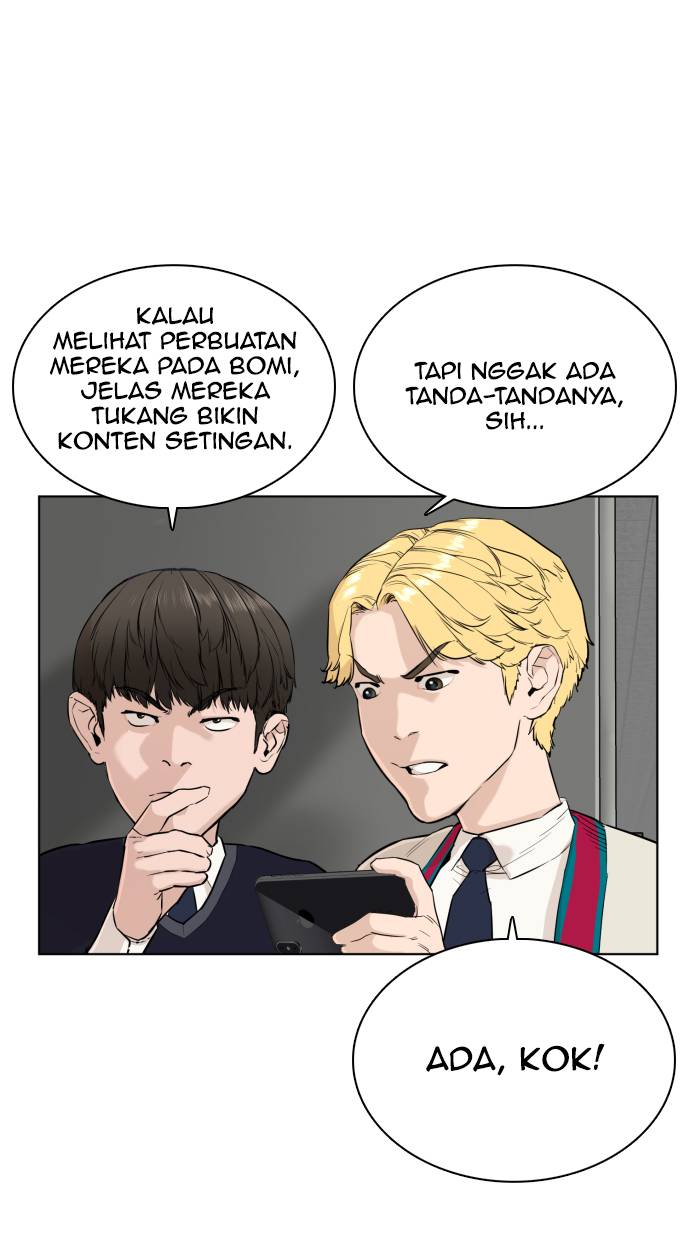 KALAU
MELIHAT PERBUATAN
MEREKA PADA BOMI,
JELAS MEREKA
TUKANG BIKIN
KONTEN SETINGAN.
TAPI NGGAK ADA
TANDA-TANDANYA,
SIH...
ADA, KOK!